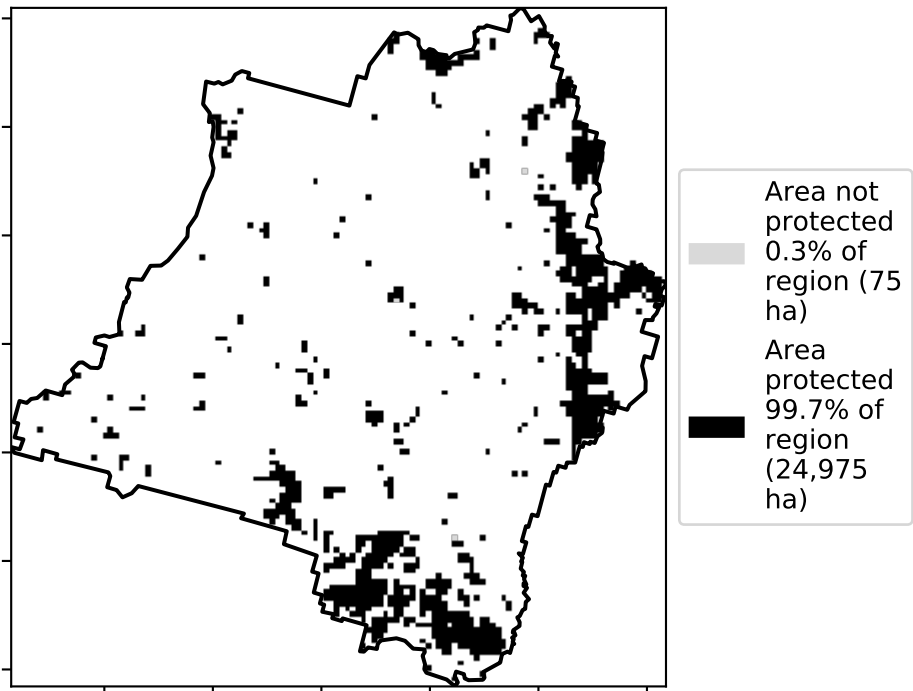 Area not
protected
0.3% of
region (75
ha)
Area
protected
99.7% of
region
(24,975
ha)